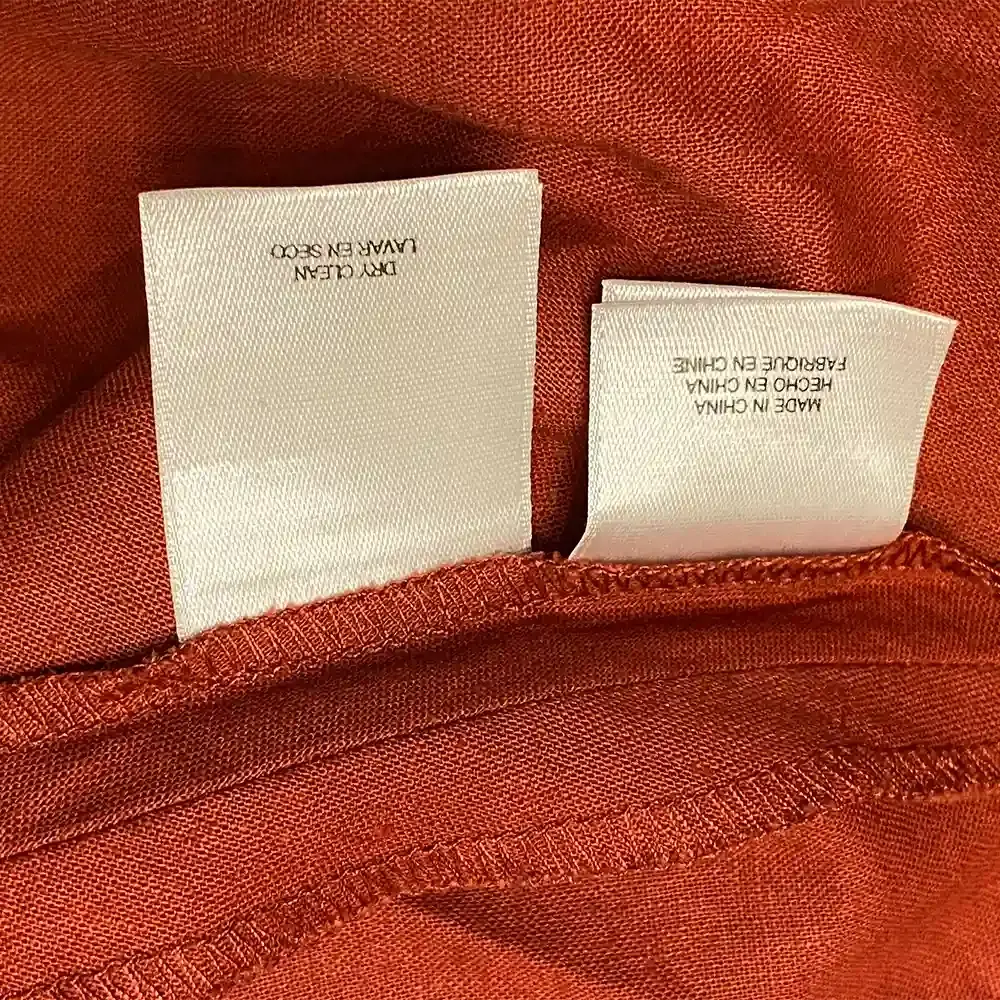 DRY CLEAN
LAVAR EN SECO
MADE IN CHINA
HECHO EN CHINA
FABRIQUÉ EN CHINE